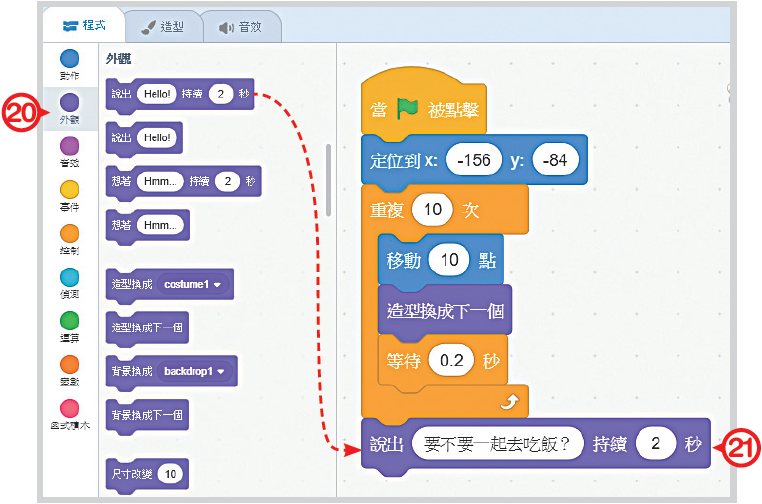 程式 造型 音效
外觀
動作
外觀
音效
事件
控制
偵測
運算
變數
函式積木
說出 Hello! 持續 2 秒
說出 Hello!
想著 Hmm... 持續 2 秒
想著 Hmm...
造型換成 costume1
造型換成下一個
背景換成 backdrop1
背景換成下一個
尺寸改變 10
當 被點擊
定位到 x: -156 y: -84
重複 10 次
移動 10 點
造型換成下一個
等待 0.2 秒
說出 要不要一起去吃飯？ 持續 2 秒
20
21